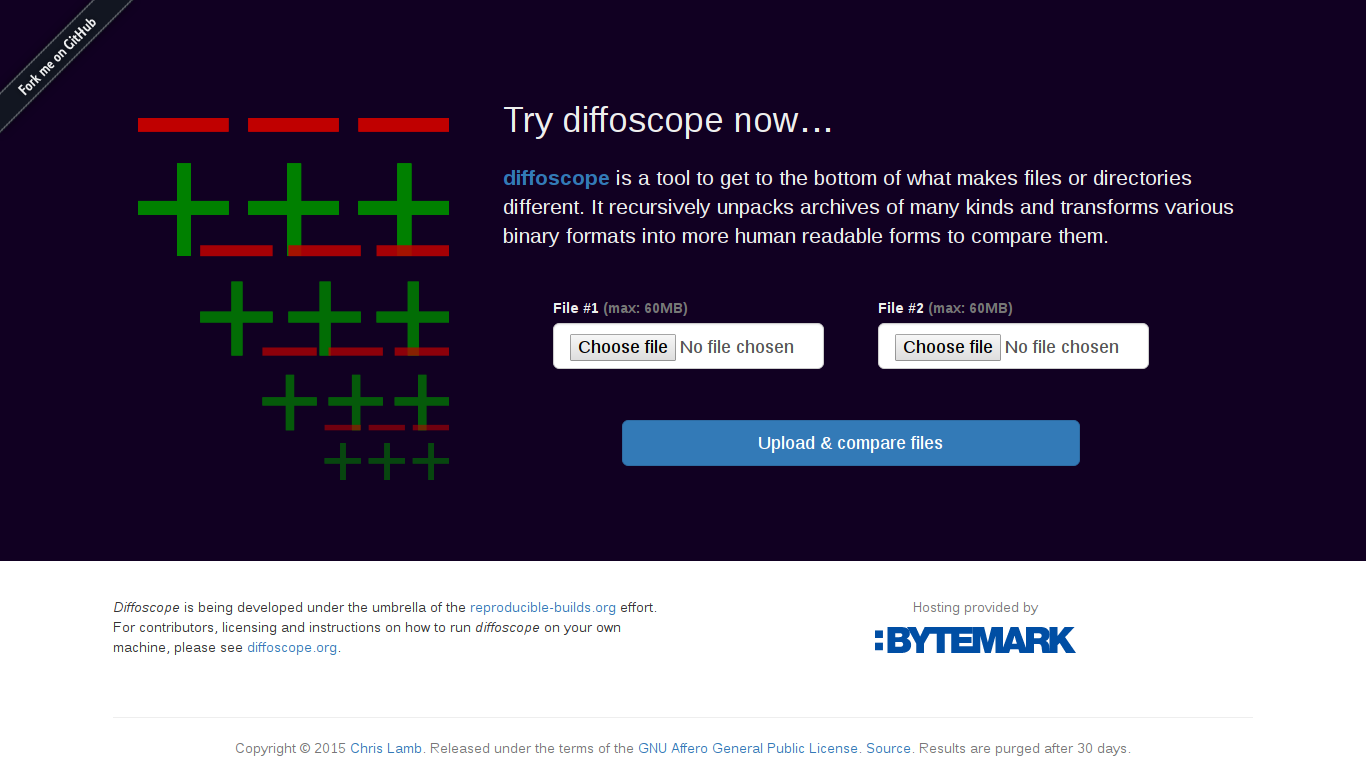 Fork me on GitHub
Try diffoscope now...
diffoscope is a tool to get to the bottom of what makes files or directories
different. It recursively unpacks archives of many kinds and transforms various
binary formats into more human readable forms to compare them.
File #1 (max: 60MB)
File #2 (max: 60MB)
Choose file No file chosen
Choose file No file chosen
Upload & compare files
Diffoscope is being developed under the umbrella of the reproducible-builds.org effort.
For contributors, licensing and instructions on how to run diffoscope on your own
machine, please see diffoscope.org.
Hosting provided by
:BYTEMARK
Copyright © 2015 Chris Lamb. Released under the terms of the GNU Affero General Public License. Source. Results are purged after 30 days.